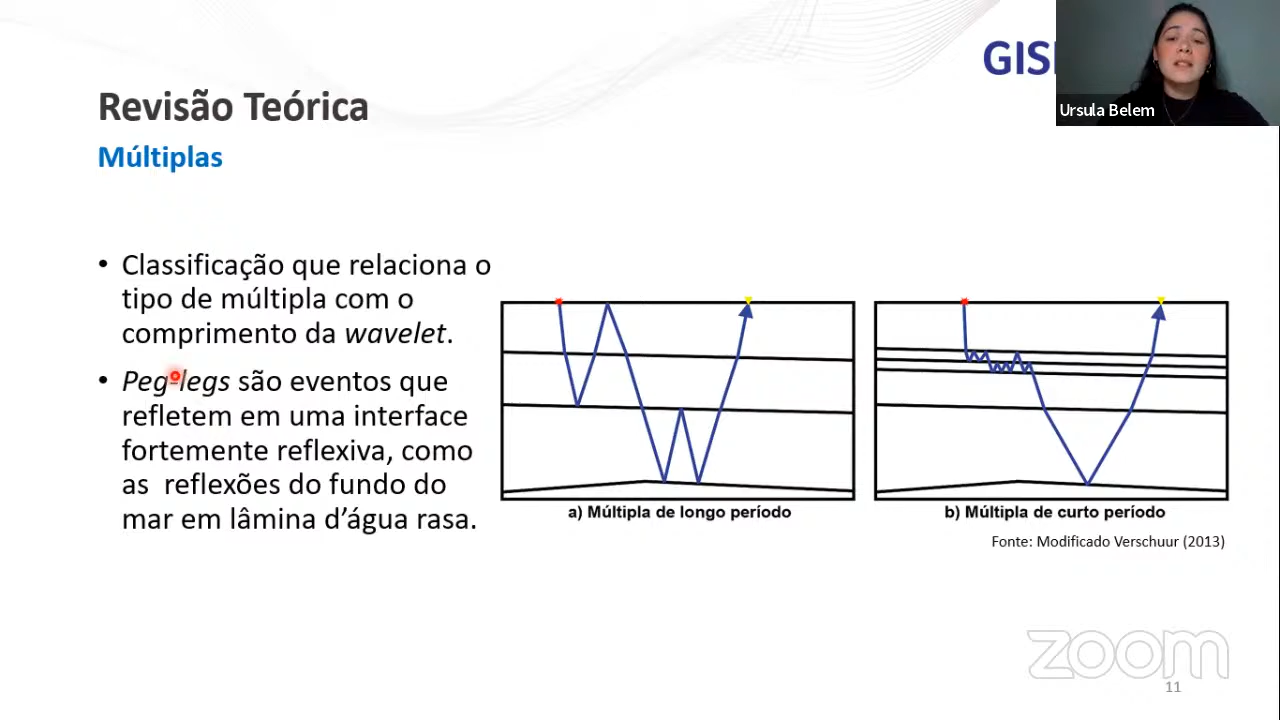 GIS
Ursula Belem
Revisão Teórica
Múltiplas
• Classificação que relaciona o
tipo de múltipla com o
comprimento da wavelet.
• Peg legs são eventos que
refletem em uma interface
fortemente reflexiva, como
as reflexões do fundo do
mar em lâmina d’água rasa.
a) Múltipla de longo período
b) Múltipla de curto período
Fonte: Modificado Verschuur (2013)
zoom
11